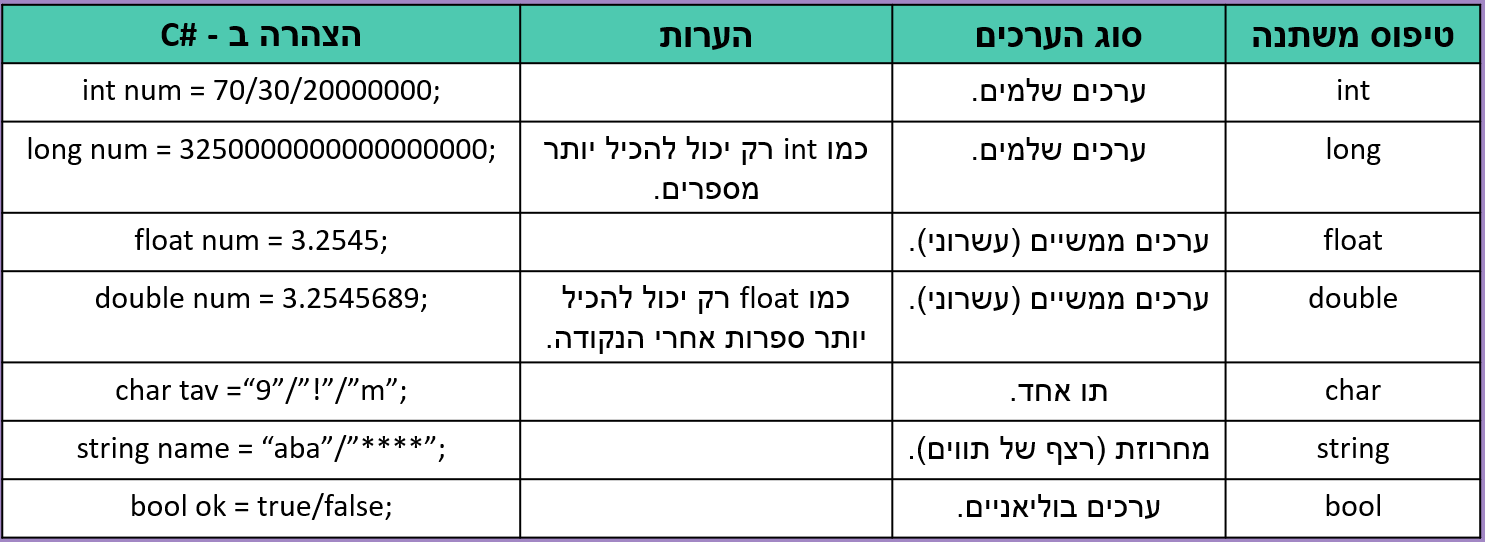 טיפוס משתנה סוג הערכים הערות הצהרה ב - C#
int ערכים שלמים. int num = 70/30/20000000;
long ערכים שלמים. כמו int רק יכול להכיל יותר long num = 3250000000000000000;
מספרים.
float ערכים ממשיים (עשרוני). float num = 3.2545;
double ערכים ממשיים (עשרוני). כמו float רק יכול להכיל double num = 3.2545689;
יותר ספרות אחרי הנקודה.
char תו אחד. char tav =“9”/”!”/”m”;
string מחרוזת (רצף של תווים). string name = “aba”/”****”;
bool ערכים בוליאניים. bool ok = true/false;